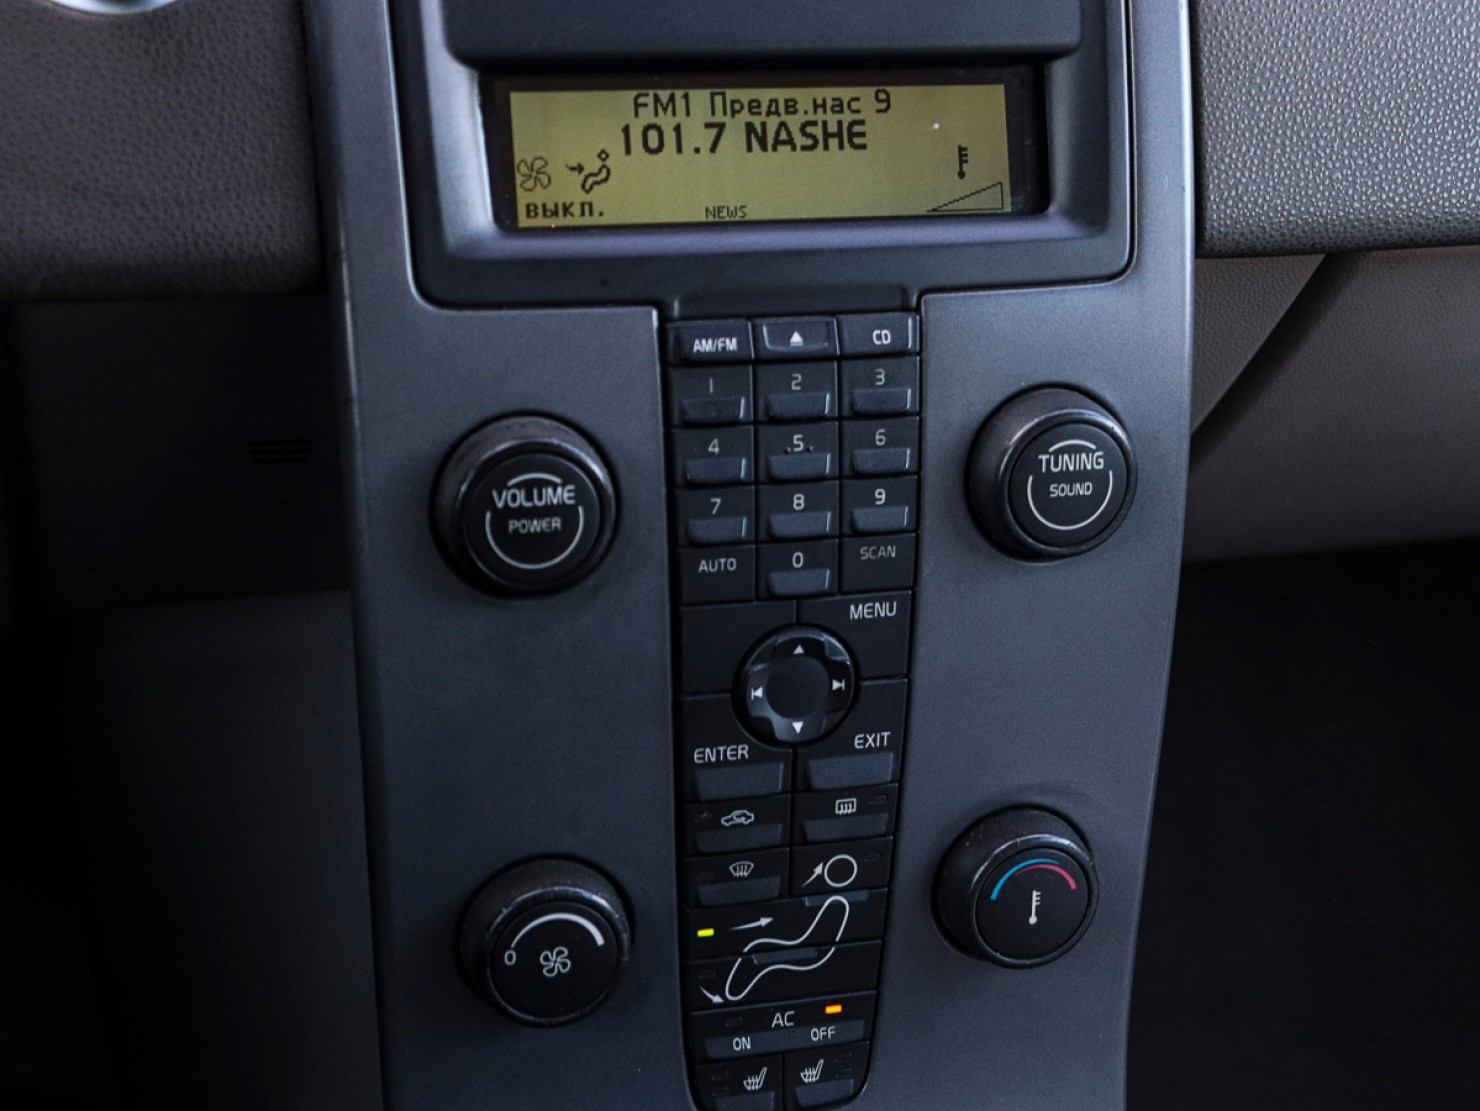 FM1 Предв.нас 9
101.7 NASHE
ВЫКЛ.
NEWS
AM/FM
CD
1
2
3
4
5
6
7
8
9
AUTO
0
SCAN
VOLUME
POWER
TUNING
SOUND
MENU
ENTER
EXIT
0
AC
ON
OFF